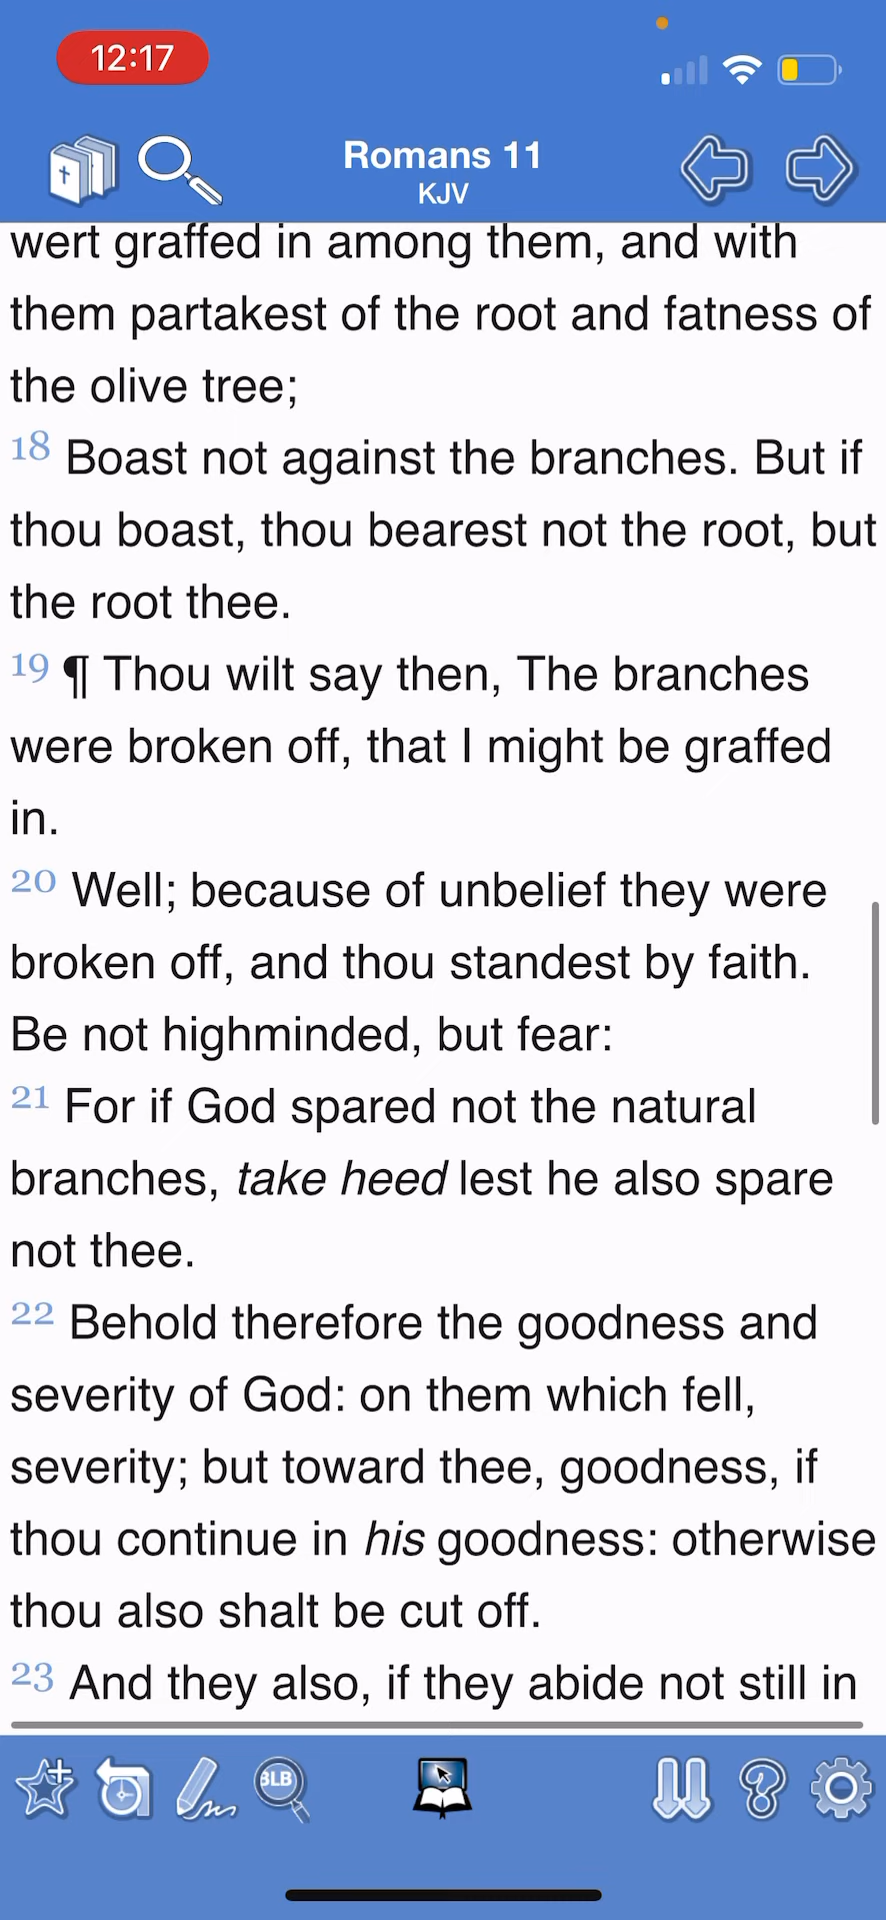 12:17
Romans 11
KJV
wert graffed in among them, and with
them partakest of the root and fatness of
the olive tree;
18 Boast not against the branches. But if
thou boast, thou bearest not the root, but
the root thee.
19 ¶ Thou wilt say then, The branches
were broken off, that I might be graffed
in.
20 Well; because of unbelief they were
broken off, and thou standest by faith.
Be not highminded, but fear:
21 For if God spared not the natural
branches, take heed lest he also spare
not thee.
22 Behold therefore the goodness and
severity of God: on them which fell,
severity; but toward thee, goodness, if
thou continue in his goodness: otherwise
thou also shalt be cut off.
23 And they also, if they abide not still in
BLB